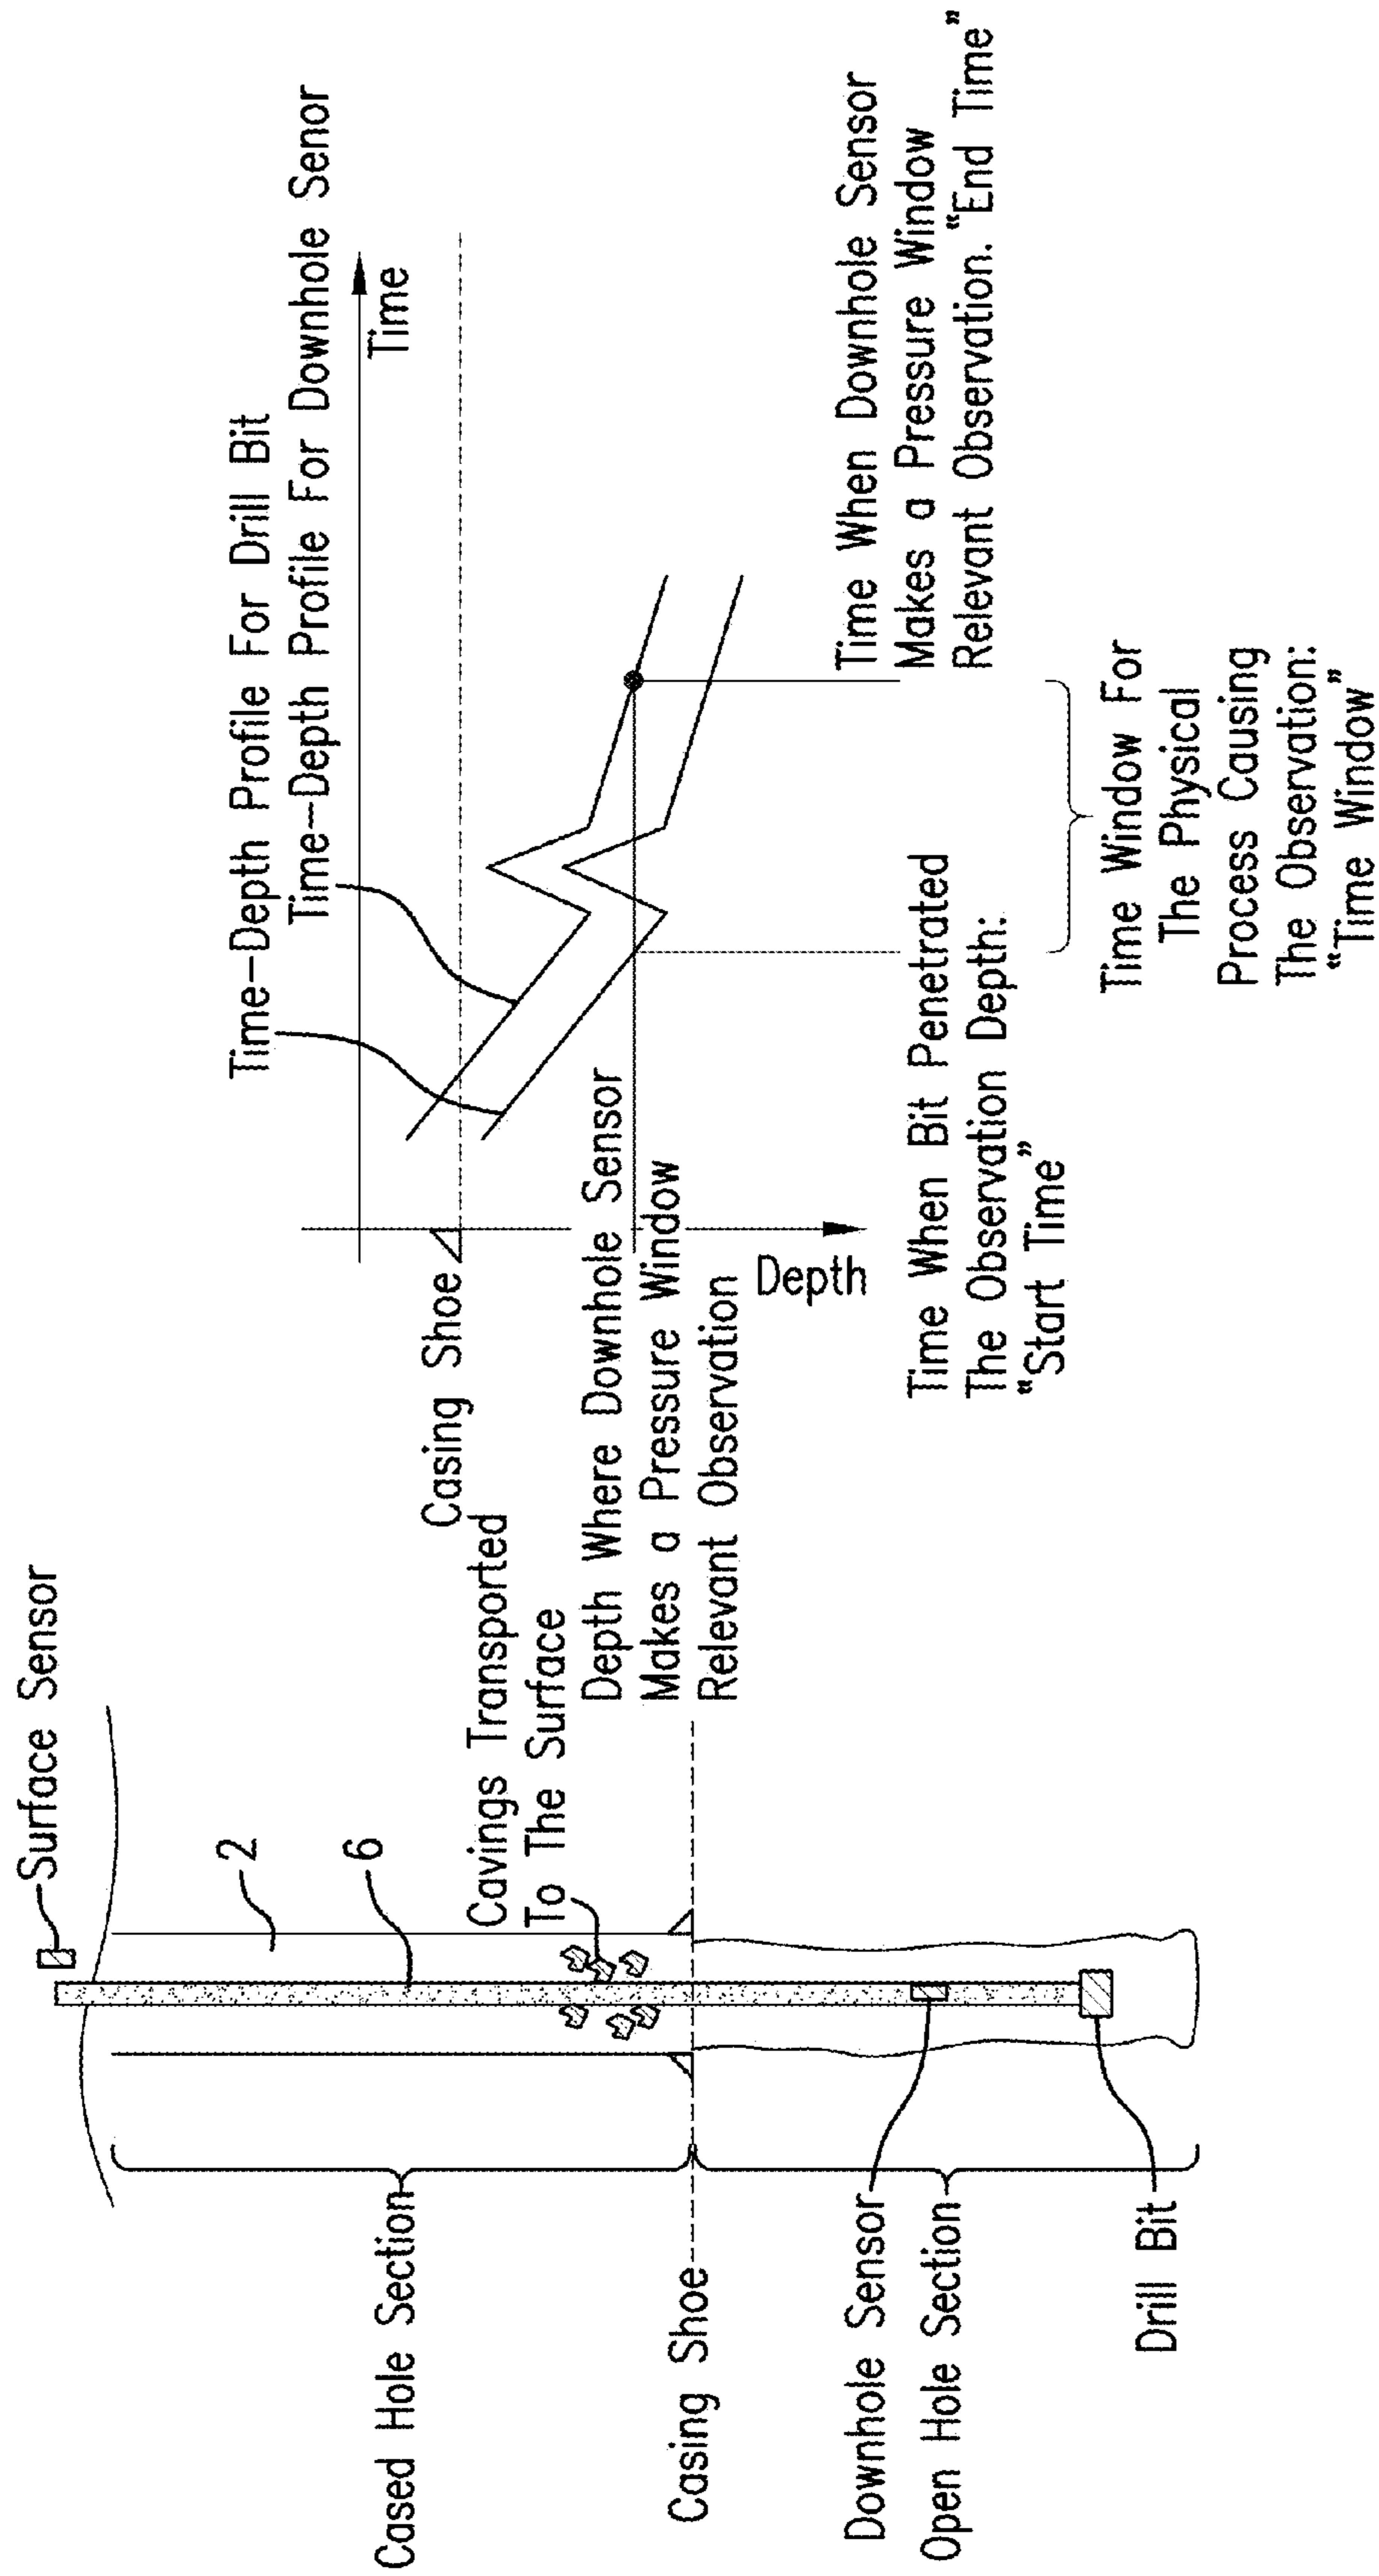 Surface Sensor
2
6
Cavings Transported
To The Surface
Cased Hole Section
Casing Shoe
Downhole Sensor
Open Hole Section
Drill Bit
Time-Depth Profile For Drill Bit
Time-Depth Profile For Downhole Senor
Time
Casing Shoe
Depth Where Downhole Sensor
Makes a Pressure Window
Relevant Observation
Depth
Time When Bit Penetrated
The Observation Depth:
“Start Time”
Time When Downhole Sensor
Makes a Pressure Window
Relevant Observation. “End Time”
Time Window For
The Physical
Process Causing
The Observation:
“Time Window”